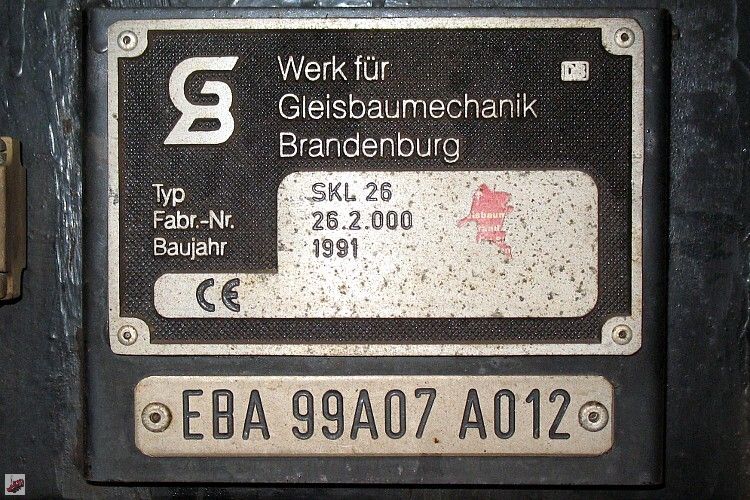 Werk für
Gleisbaumechanik
Brandenburg
DB
Typ SKL 26
Fabr.-Nr. 26.2.000
Baujahr 1991
CE
EBA 99A07 A012